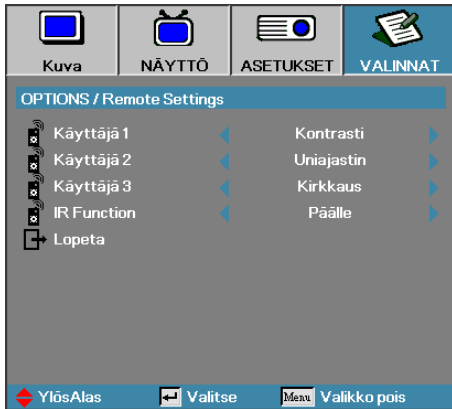 Kuva NÄYTTÖ ASETUKSET VALINNAT
OPTIONS / Remote Settings
Käyttäjä 1 Kontrasti
Käyttäjä 2 Uniajastin
Käyttäjä 3 Kirkkaus
IR Function Päälle
Lopeta
YlösAlas Valitse Menu Valikko pois